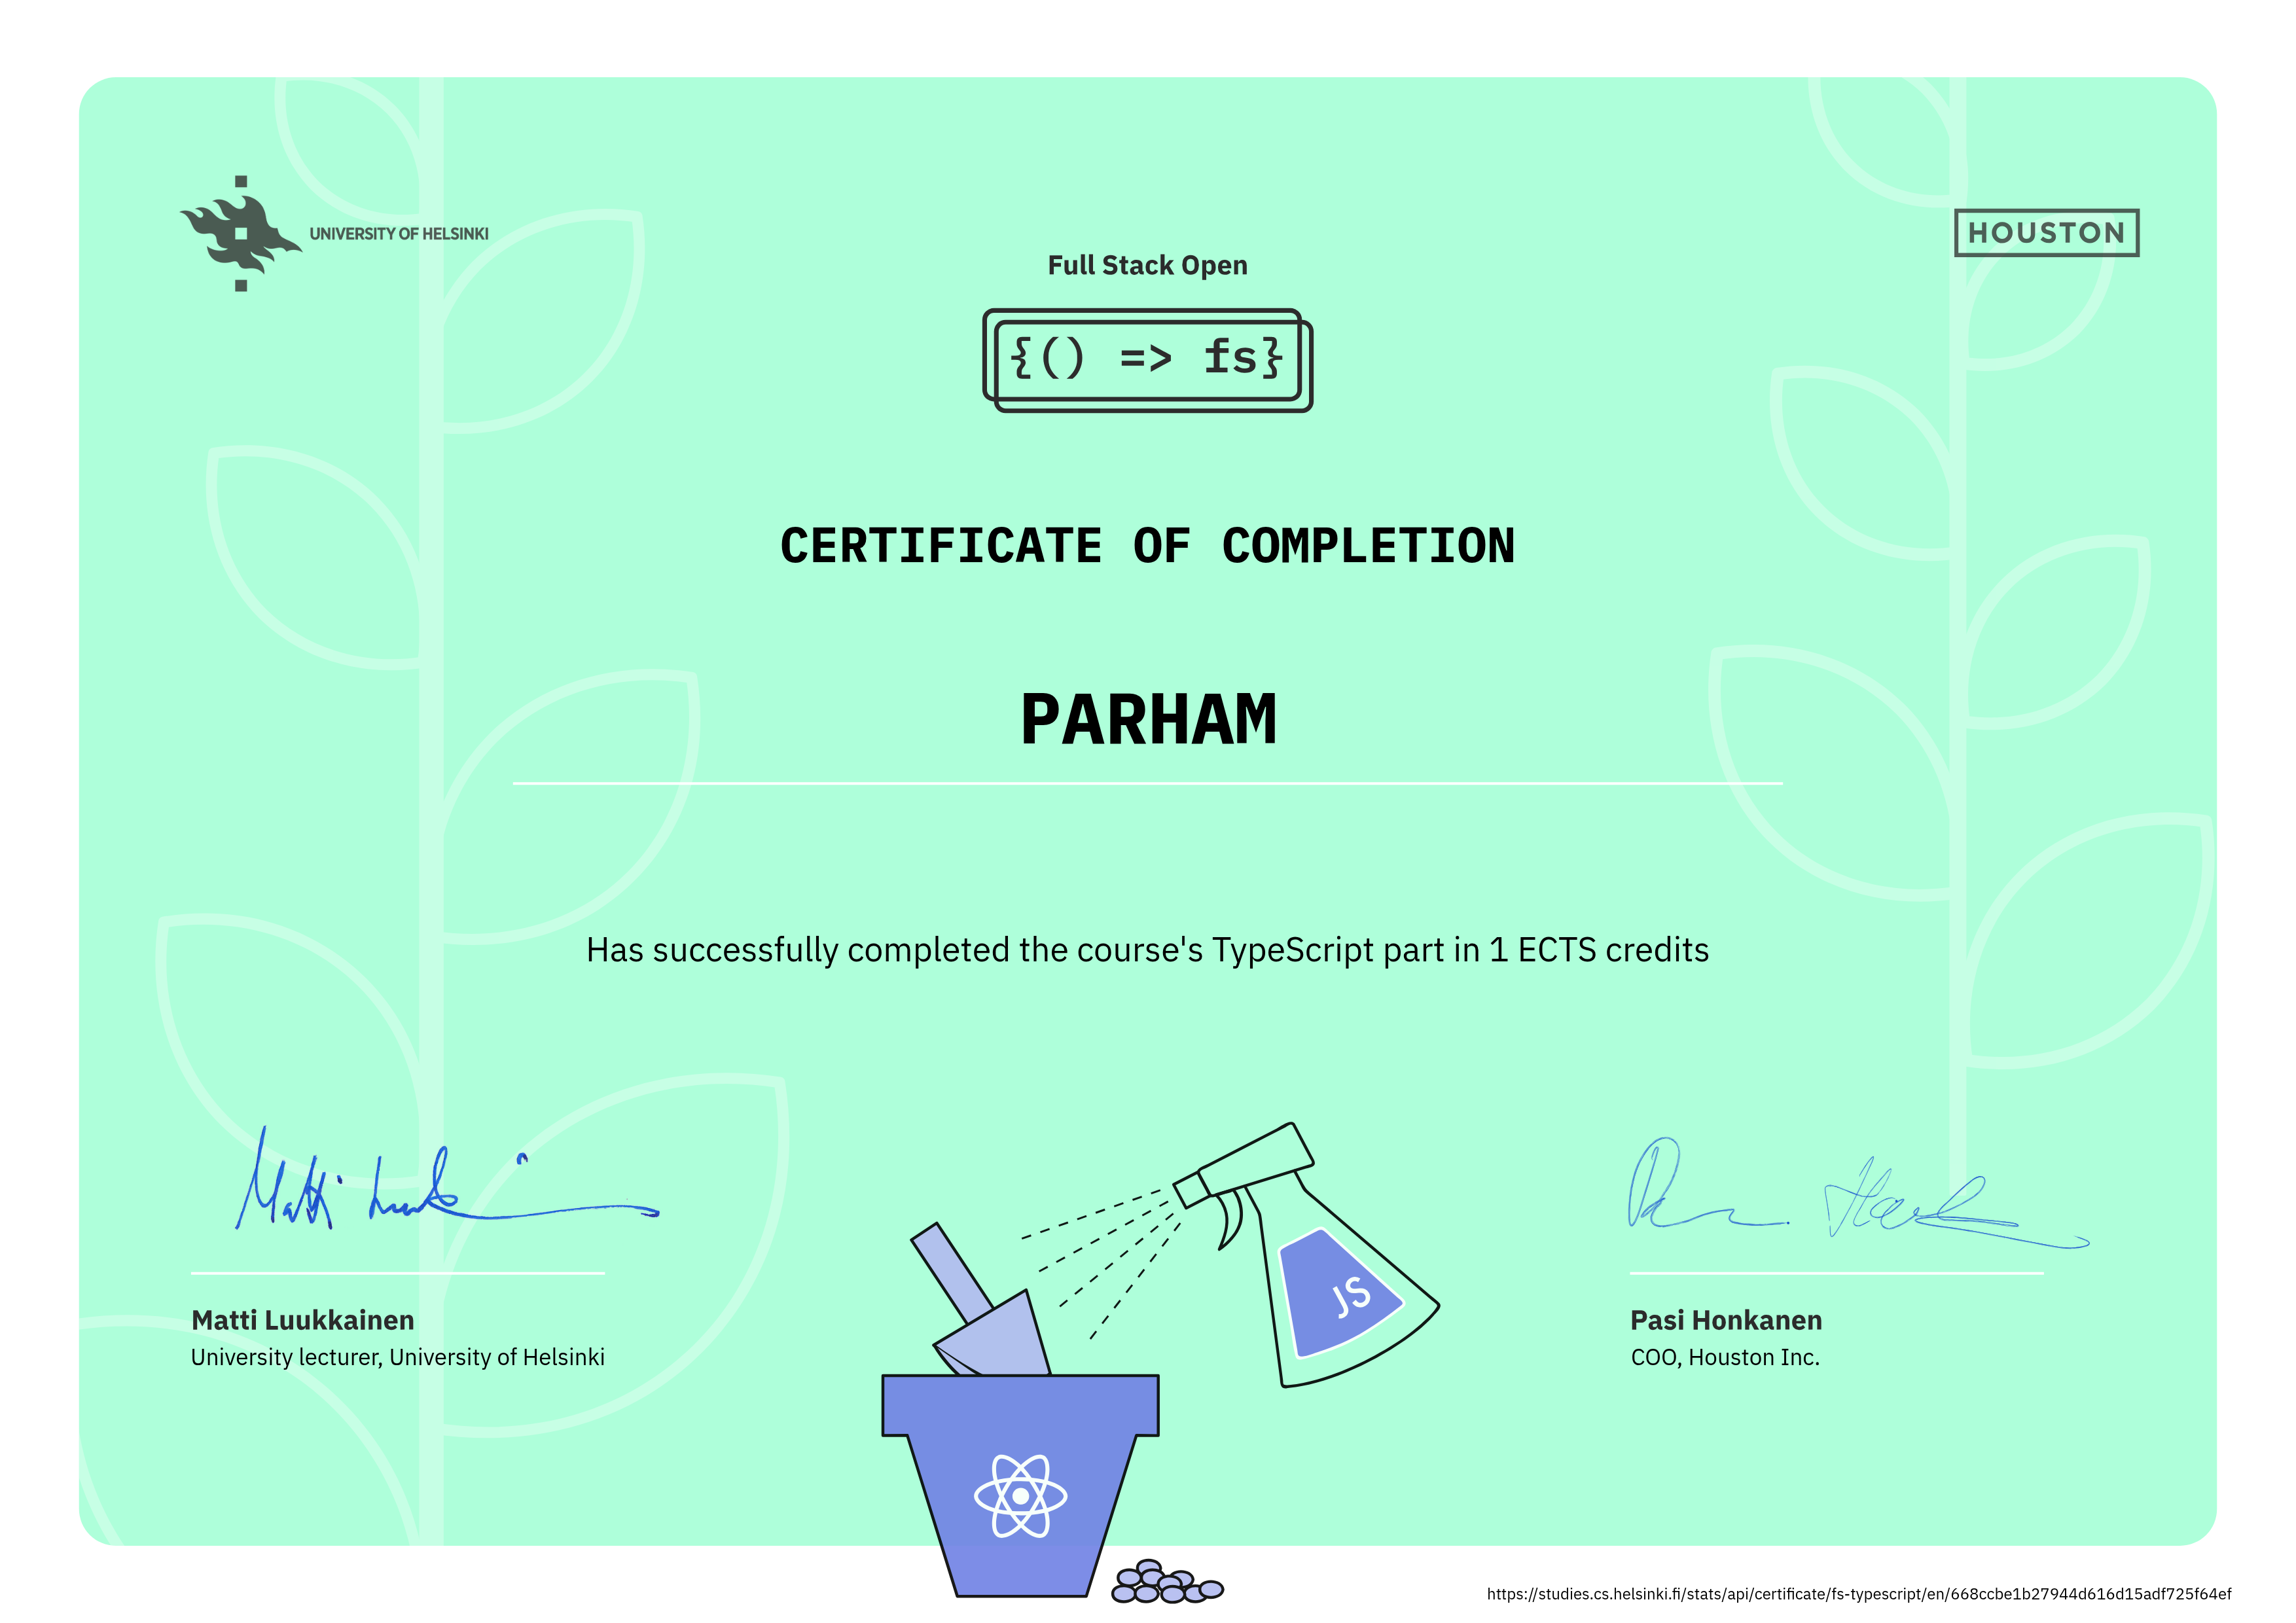 UNIVERSITY OF HELSINKI
HOUSTON
Full Stack Open
{() => fs}
CERTIFICATE OF COMPLETION
PARHAM
Has successfully completed the course's TypeScript part in 1 ECTS credits
JS
Matti Luukkainen
University lecturer, University of Helsinki
Pasi Honkanen
COO, Houston Inc.
https://studies.cs.helsinki.fi/stats/api/certificate/fs-typescript/en/668ccbe1b27944d616d15adf725f64ef